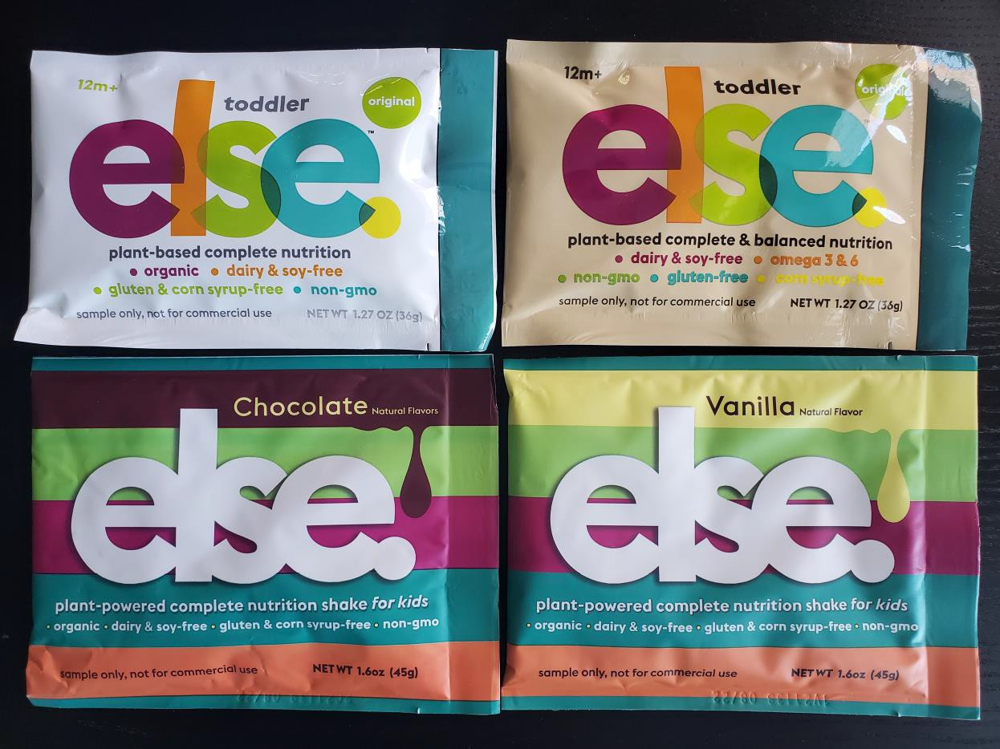 12m+
toddler
original
else.™
plant-based complete nutrition
• organic • dairy & soy-free
• gluten & corn syrup-free • non-gmo
sample only, not for commercial use NET WT 1.27 OZ (36g)
12m+
toddler
original
else.™
plant-based complete & balanced nutrition
• dairy & soy-free • omega 3 & 6
• non-gmo • gluten-free • corn syrup-free
sample only, not for commercial use NET WT 1.27 OZ (36g)
Chocolate Natural Flavors
else.
plant-powered complete nutrition shake for kids
• organic • dairy & soy-free • gluten & corn syrup-free • non-gmo
sample only, not for commercial use NET WT 1.6oz (45g)
Vanilla Natural Flavor
else.
plant-powered complete nutrition shake for kids
• organic • dairy & soy-free • gluten & corn syrup-free • non-gmo
sample only, not for commercial use NET WT 1.6oz (45g)